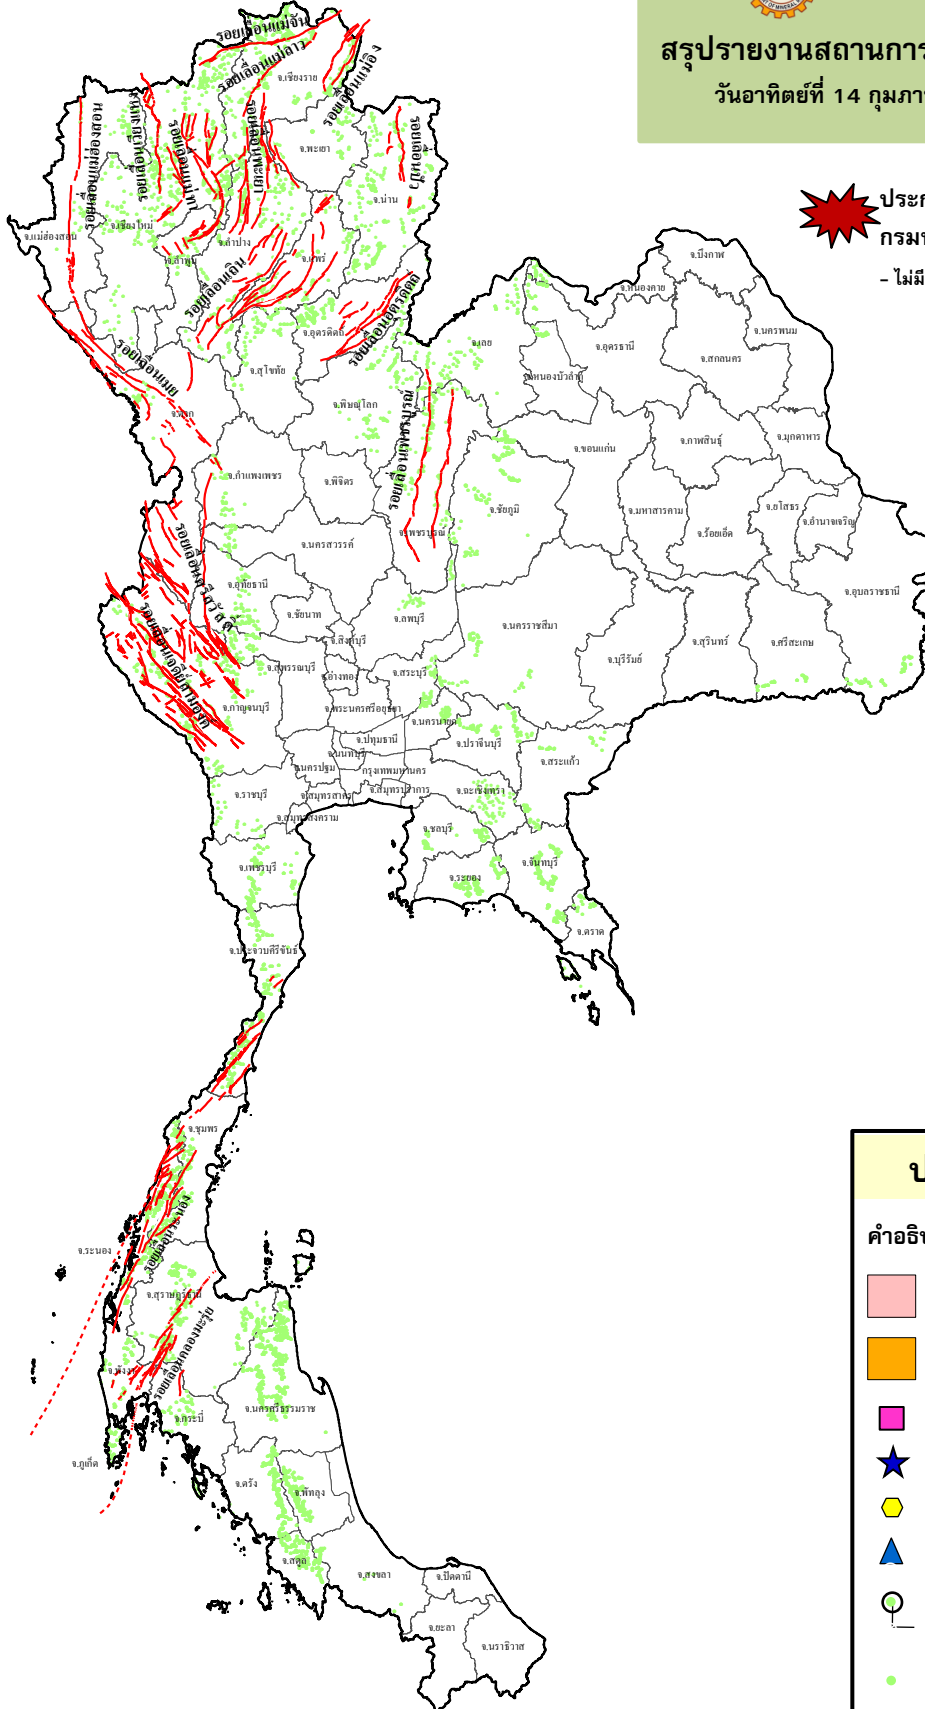 สรุปรายงานสถานการ
วันอาทิตย์ที่ 14 กุมภา
- ไม่มี
รอยเลื่อนแม่จัน
รอยเลื่อนแม่ลาว
จ.เชียงราย
รอยเลื่อนแม่อิง
รอยเลื่อนแม่ฮ่องสอน
รอยเลื่อนแม่ทา
รอยเลื่อนพะเยา
จ.พะเยา
รอยเลื่อนปัว
จ.น่าน
จ.แม่ฮ่องสอน
จ.เชียงใหม่
จ.ลำปาง
จ.ลำพูน
จ.แพร่
รอยเลื่อนเถิน
จ.บึงกาฬ
จ.หนองคาย
จ.อุตรดิตถ์
รอยเลื่อนอุตรดิตถ์
จ.เลย
จ.อุดรธานี
จ.นครพนม
จ.สกลนคร
รอยเลื่อนเมย
จ.สุโขทัย
จ.หนองบัวลำภู
จ.ตาก
จ.พิษณุโลก
รอยเลื่อนเพชรบูรณ์
จ.ขอนแก่น
จ.กาฬสินธุ์
จ.มุกดาหาร
จ.กำแพงเพชร
จ.พิจิตร
จ.ชัยภูมิ
จ.มหาสารคาม
จ.ยโสธร
จ.อำนาจเจริญ
จ.ร้อยเอ็ด
จ.เพชรบูรณ์
จ.นครสวรรค์
รอยเลื่อนศรีสวัสดิ์
จ.อุทัยธานี
จ.อุบลราชธานี
จ.ชัยนาท
จ.ลพบุรี
จ.นครราชสีมา
รอยเลื่อนเจดีย์สามองค์
จ.สิงห์บุรี
จ.สุรินทร์
จ.ศรีสะเกษ
จ.บุรีรัมย์
จ.สุพรรณบุรี
จ.อ่างทอง
จ.สระบุรี
จ.กาญจนบุรี
จ.พระนครศรีอยุธยา
จ.นครนายก
จ.ปทุมธานี
จ.ปราจีนบุรี
จ.นนทบุรี
จ.สระแก้ว
จ.นครปฐม
กรุงเทพมหานคร
จ.ราชบุรี
จ.สมุทรสาคร
จ.สมุทรปราการ
จ.ฉะเชิงเทรา
จ.สมุทรสงคราม
จ.ชลบุรี
จ.เพชรบุรี
จ.ระยอง
จ.จันทบุรี
จ.ตราด
จ.ประจวบคีรีขันธ์
จ.ชุมพร
รอยเลื่อนระนอง
จ.ระนอง
จ.สุราษฎร์ธานี
รอยเลื่อนคลองมะรุ่ย
จ.พังงา
จ.กระบี่
จ.นครศรีธรรมราช
จ.ภูเก็ต
จ.ตรัง
จ.พัทลุง
จ.สตูล
จ.สงขลา
จ.ปัตตานี
จ.ยะลา
จ.นราธิวาส